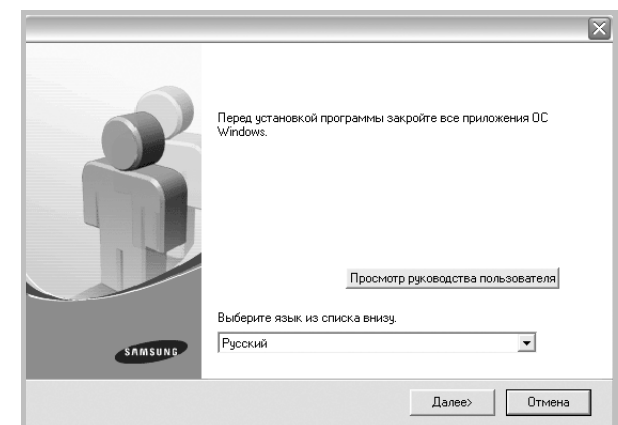 Перед установкой программы закройте все приложения ОС
Windows.
Просмотр руководства пользователя
Выберите язык из списка внизу.
Русский
SAMSUNG
Далее>
Отмена